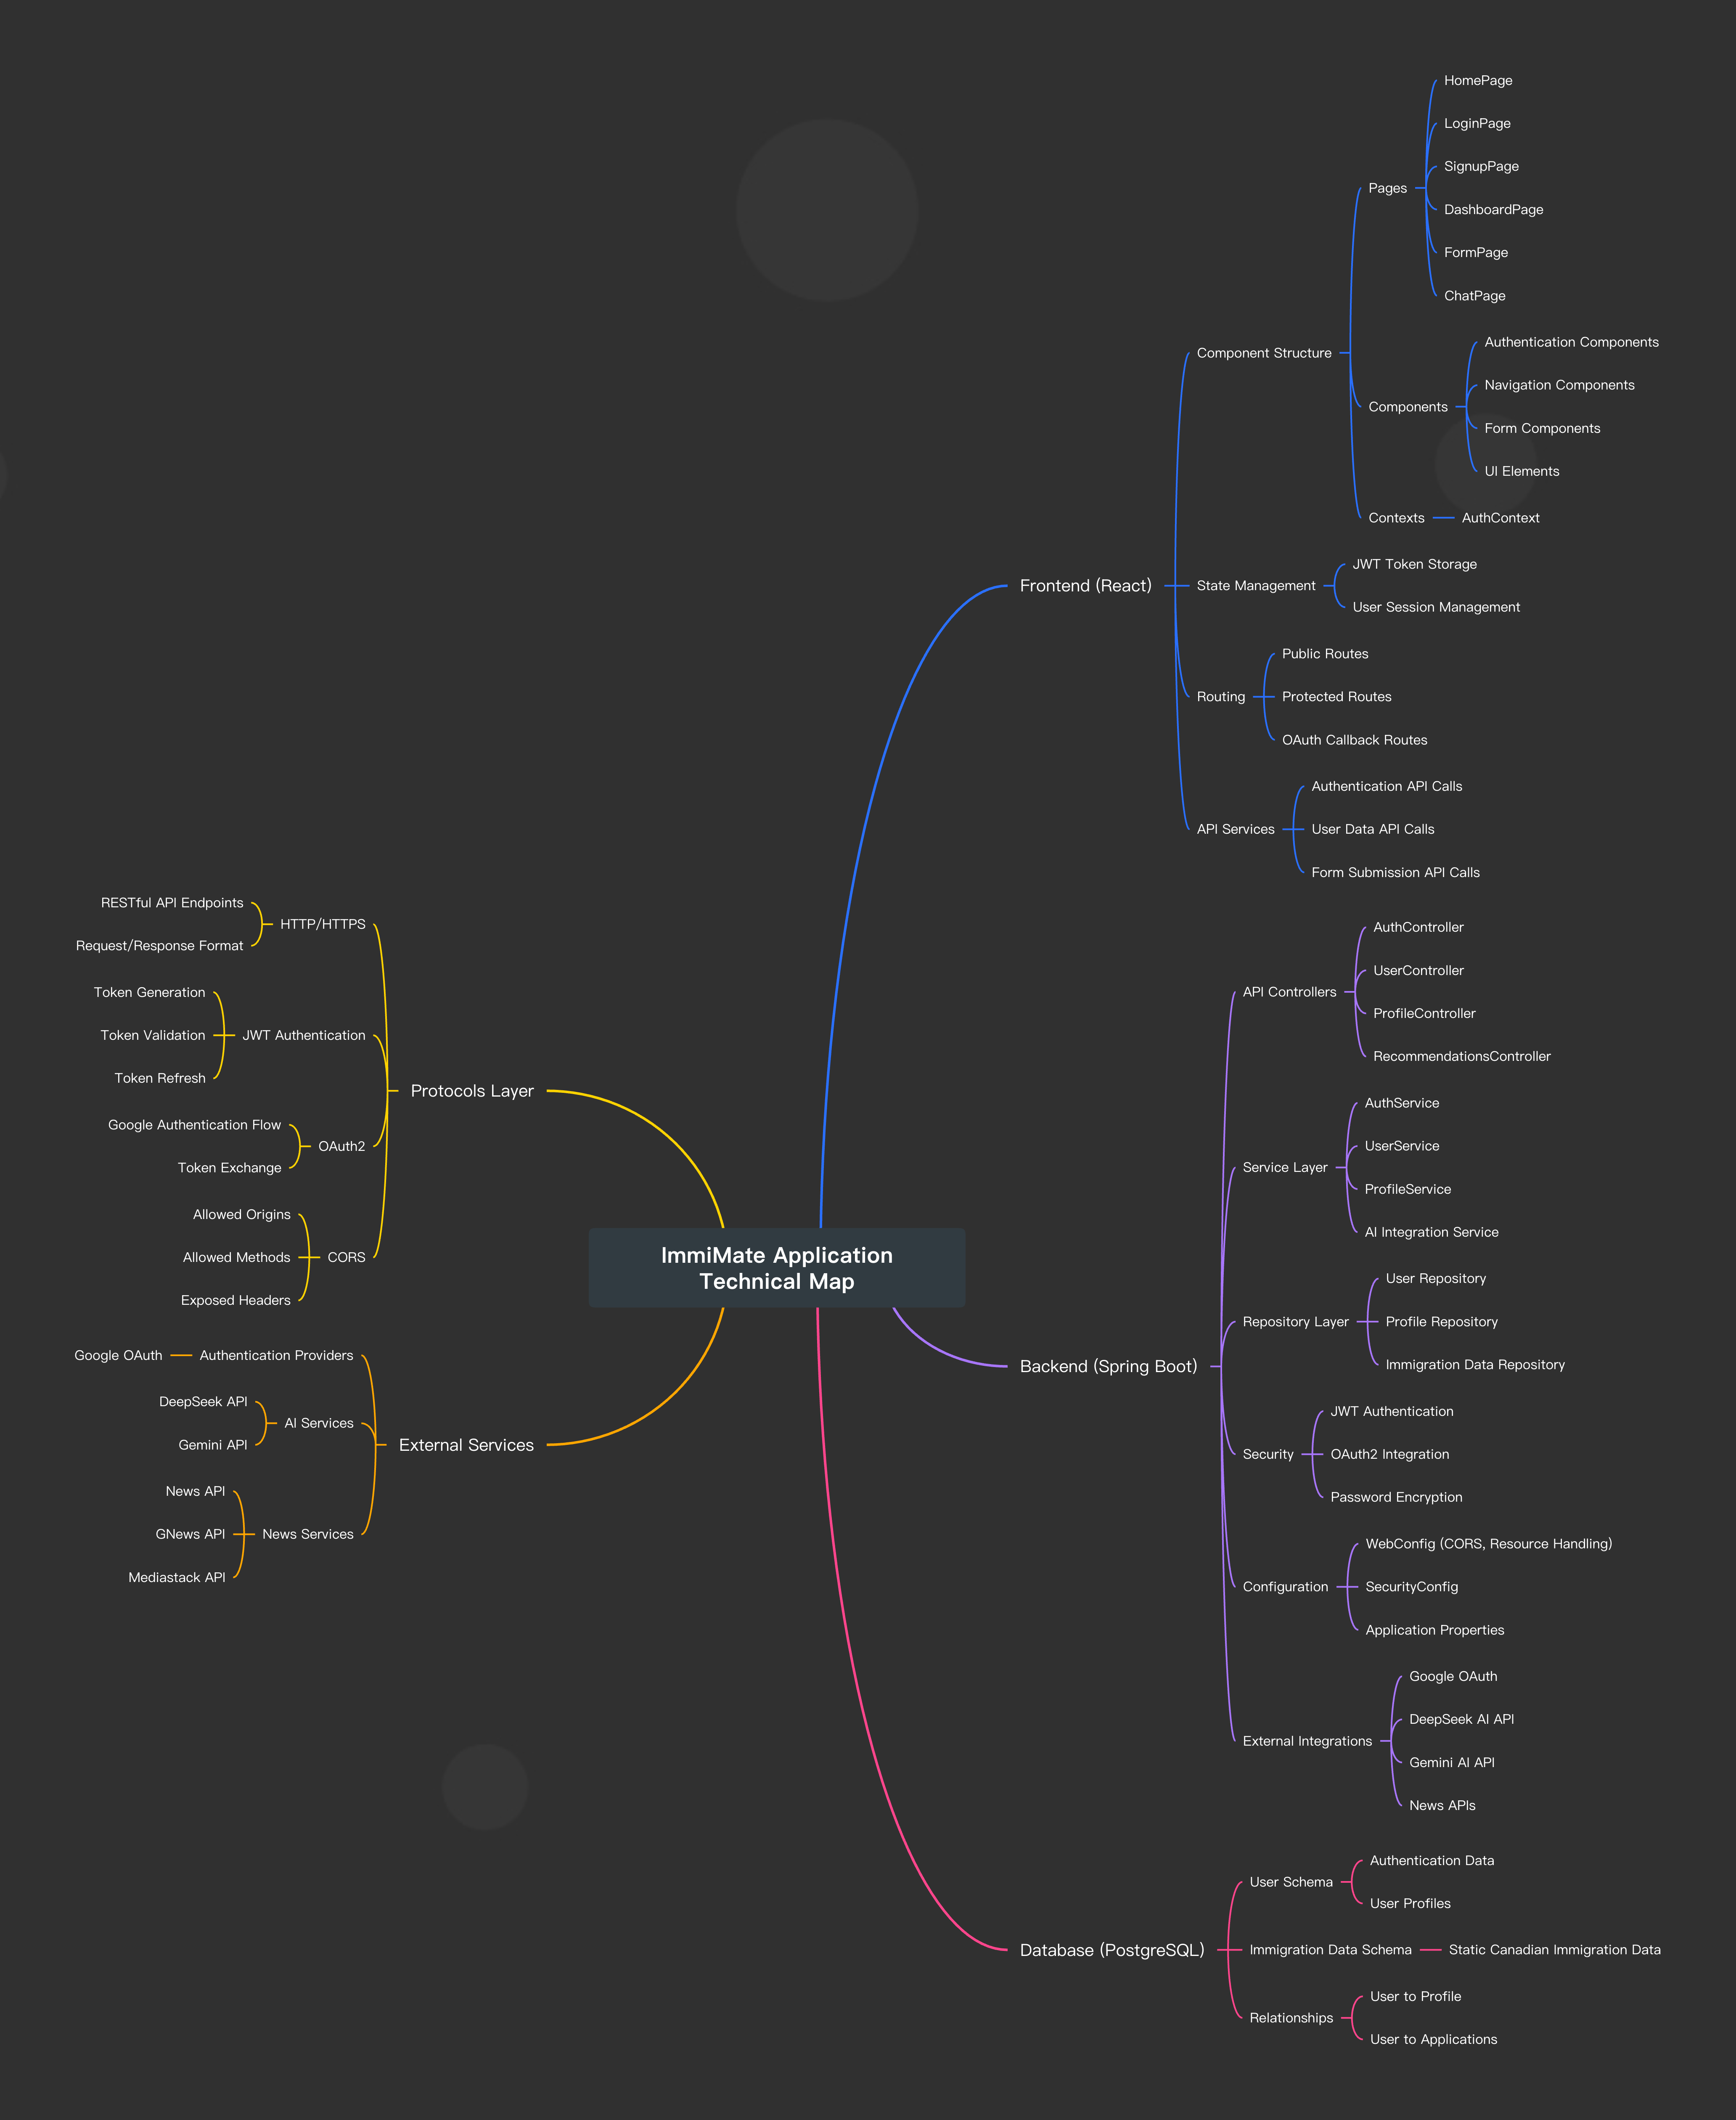 ImmiMate Application
Technical Map
Frontend (React)
Component Structure
Pages
HomePage
LoginPage
SignupPage
DashboardPage
FormPage
ChatPage
Components
Authentication Components
Navigation Components
Form Components
UI Elements
Contexts
AuthContext
State Management
JWT Token Storage
User Session Management
Routing
Public Routes
Protected Routes
OAuth Callback Routes
API Services
Authentication API Calls
User Data API Calls
Form Submission API Calls
Backend (Spring Boot)
API Controllers
AuthController
UserController
ProfileController
RecommendationsController
Service Layer
AuthService
UserService
ProfileService
AI Integration Service
Repository Layer
User Repository
Profile Repository
Immigration Data Repository
Security
JWT Authentication
OAuth2 Integration
Password Encryption
Configuration
WebConfig (CORS, Resource Handling)
SecurityConfig
Application Properties
External Integrations
Google OAuth
DeepSeek AI API
Gemini AI API
News APIs
Database (PostgreSQL)
User Schema
Authentication Data
User Profiles
Immigration Data Schema
Static Canadian Immigration Data
Relationships
User to Profile
User to Applications
Protocols Layer
HTTP/HTTPS
RESTful API Endpoints
Request/Response Format
JWT Authentication
Token Generation
Token Validation
Token Refresh
OAuth2
Google Authentication Flow
Token Exchange
CORS
Allowed Origins
Allowed Methods
Exposed Headers
External Services
Authentication Providers
Google OAuth
AI Services
DeepSeek API
Gemini API
News Services
News API
GNews API
Mediastack API